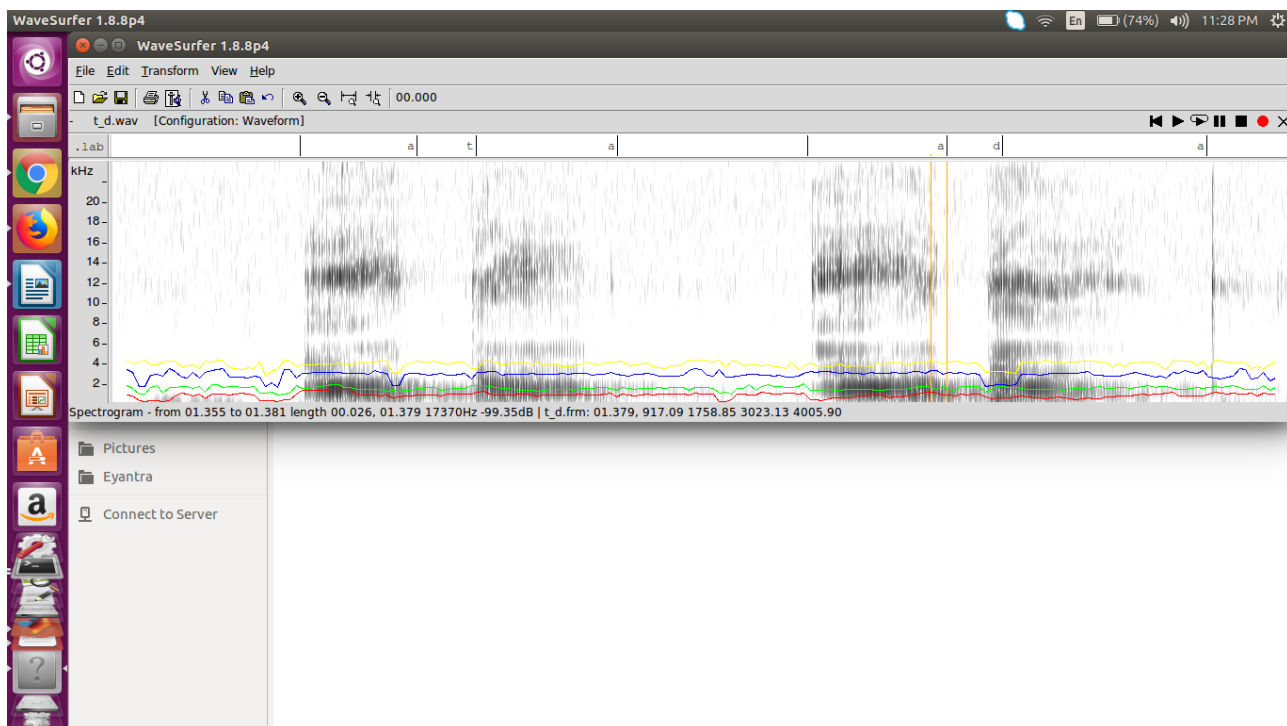 WaveSurfer 1.8.8p4 En (74%) 11:28 PM
WaveSurfer 1.8.8p4
File Edit Transform View Help
00.000
- t_d.wav [Configuration: Waveform]
.lab a t a a d a
kHz
20
18
16
14
12
10
8
6
4
2
Spectrogram - from 01.355 to 01.381 length 00.026, 01.379 17370Hz -99.35dB | t_d.frm: 01.379, 917.09 1758.85 3023.13 4005.90
Pictures
Eyantra
Connect to Server